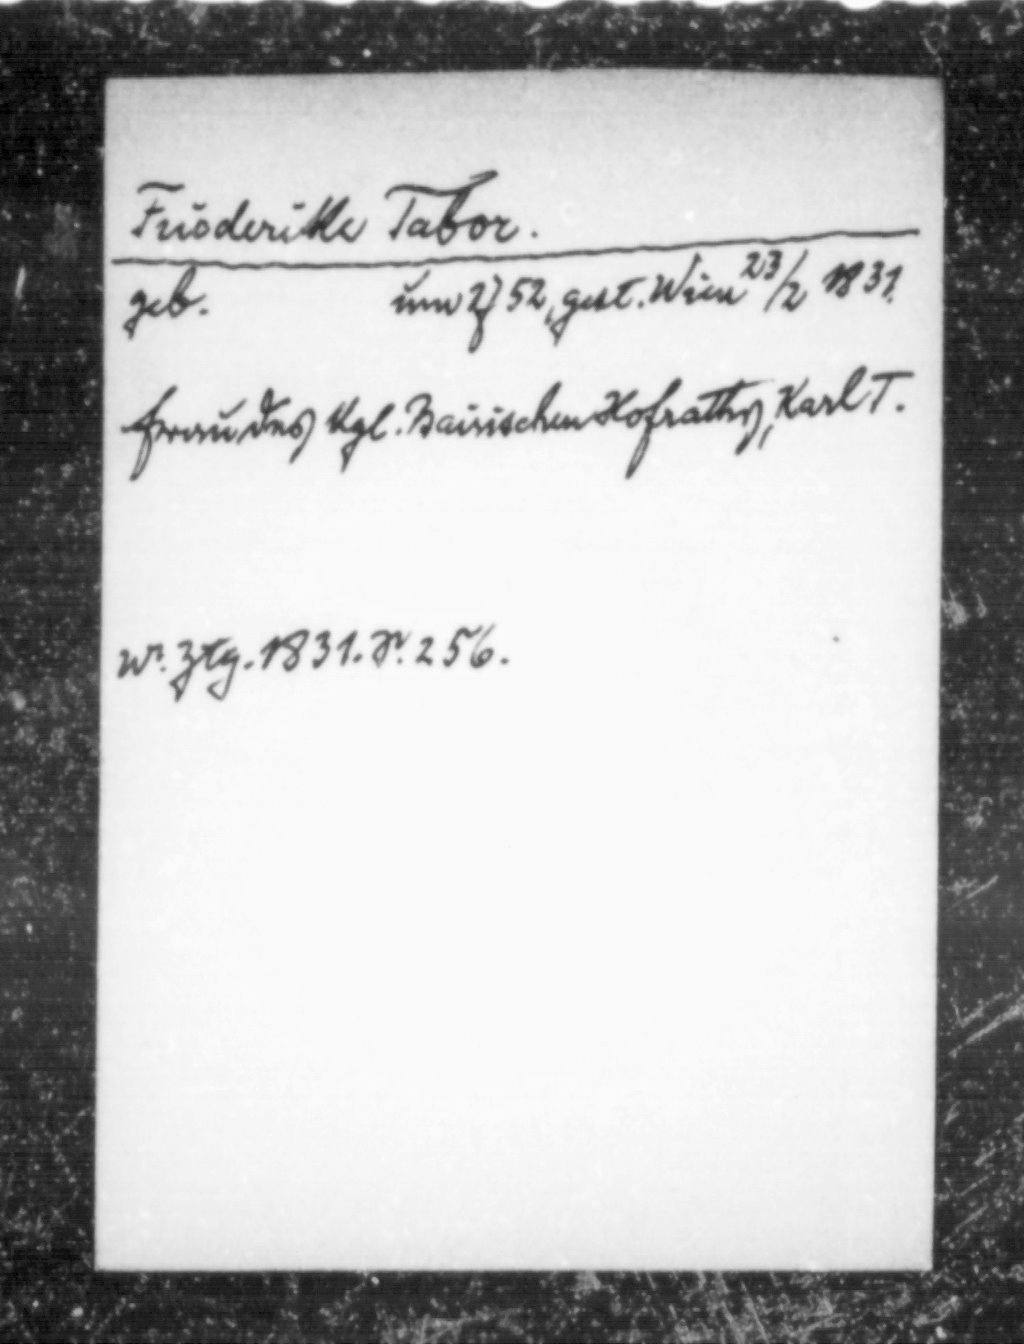 Friederike Tabor.
geb. um 1752, gest. Wien 23/2 1831.
Frau des Kgl. Bairischen Hofraths, Karl T.
Wr. Ztg. 1831. S. 256.